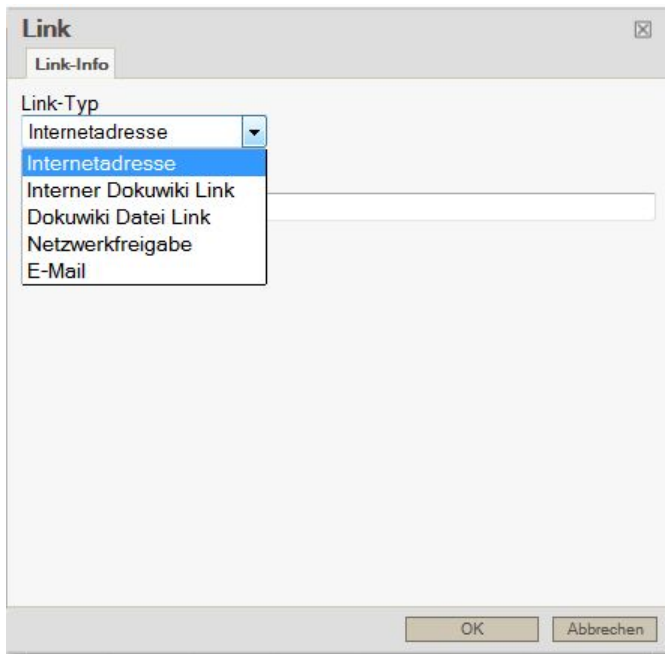 Link
Link-Info
Link-Typ
Internetadresse
Internetadresse
Interner Dokuwiki Link
Dokuwiki Datei Link
Netzwerkfreigabe
E-Mail
OK Abbrechen